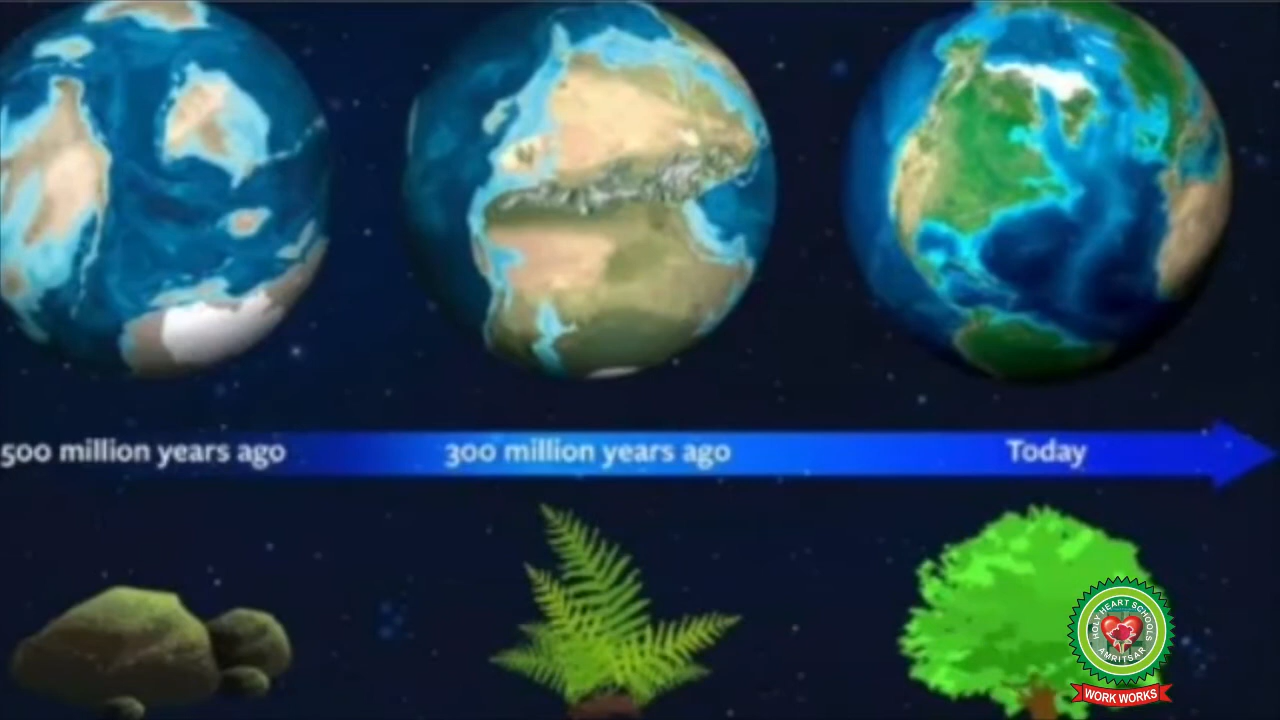 500 million years ago
300 million years ago
Today
HOLY HEART SCHOOLS
AMRITSAR
WORK WORKS